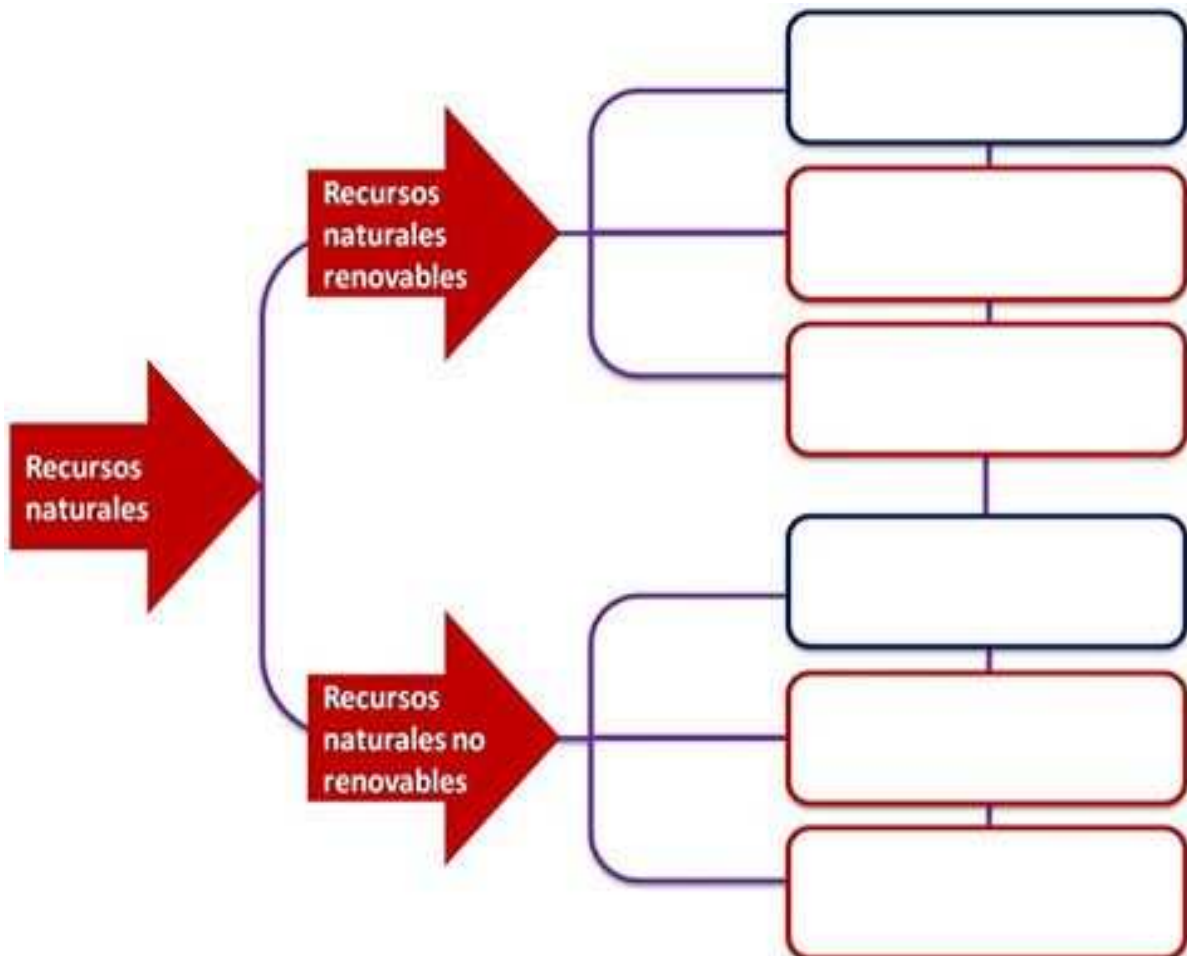 Recursos
naturales
renovables
Recursos
naturales
Recursos
naturales no
renovables